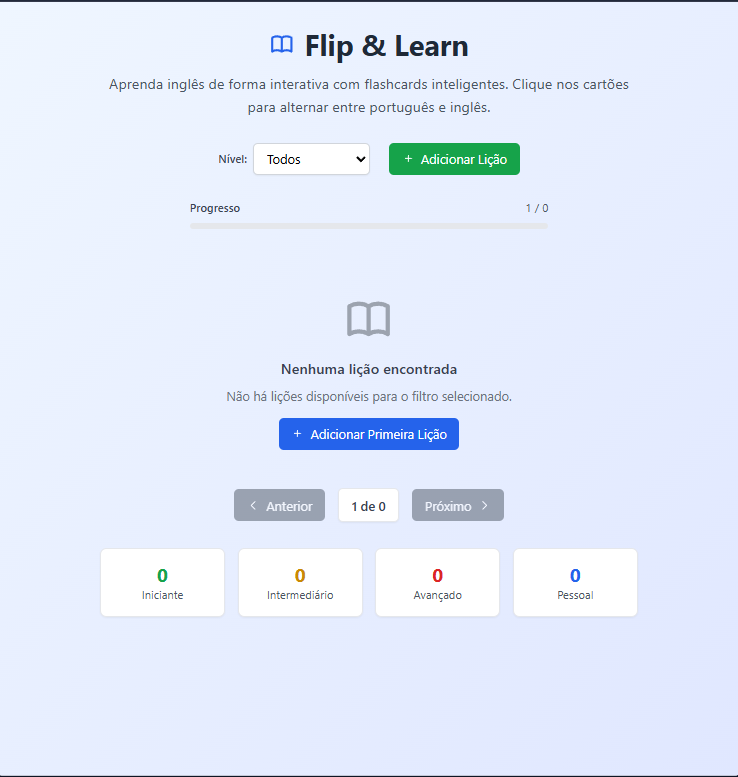 Flip & Learn
Aprenda inglês de forma interativa com flashcards inteligentes. Clique nos cartões
para alternar entre português e inglês.
Nível: Todos + Adicionar Lição
Progresso 1 / 0
Nenhuma lição encontrada
Não há lições disponíveis para o filtro selecionado.
+ Adicionar Primeira Lição
Anterior 1 de 0 Próximo
0 0 0 0
Iniciante Intermediário Avançado Pessoal